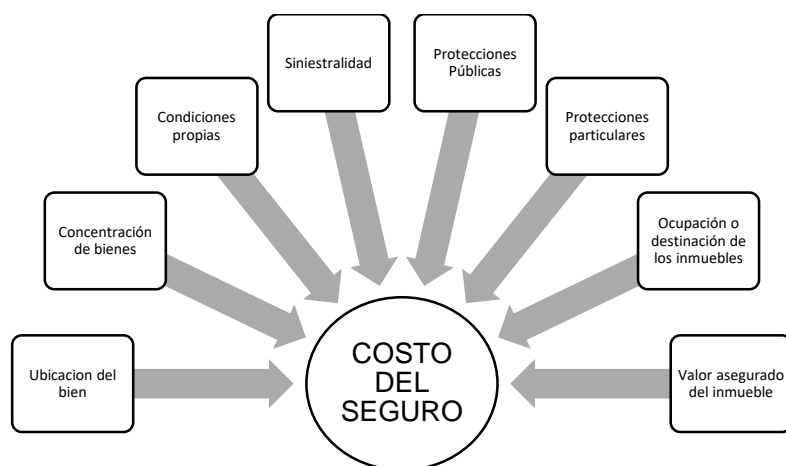 Siniestralidad
Protecciones
Públicas
Condiciones
propias
Protecciones
particulares
Concentración
de bienes
Ocupación o
destinación de
los inmuebles
Ubicacion del
bien
COSTO
DEL
SEGURO
Valor asegurado
del inmueble